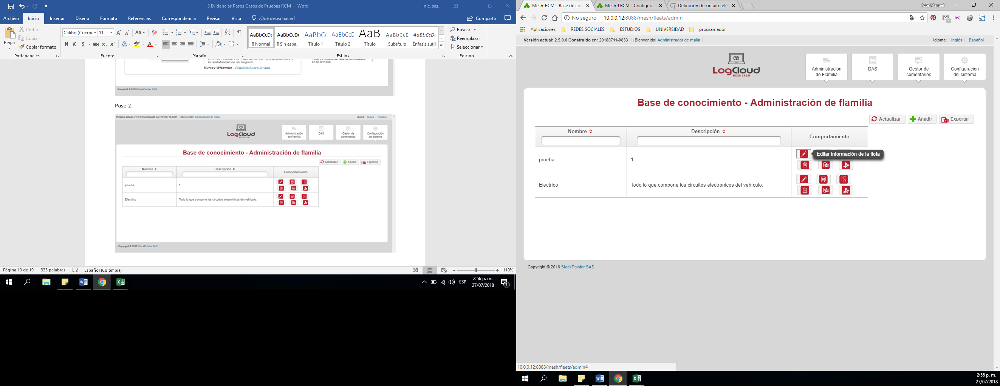 3 Evidencias Pasos Casos de Pruebas RCM - Word
Inic. ses.
Archivo
Inicio
Insertar
Diseño
Formato
Referencias
Correspondencia
Revisar
Vista
¿Qué desea hacer?
Compartir
Pegar
Cortar
Copiar
Copiar formato
Portapapeles
Calibri (Cuerpo
11
Aa
N K S abc x₂ x²
Fuente
Párrafo
AaBbCcDc
¶ Normal
AaBbCcDc
¶ Sin espa...
AaBbC
Título 1
AaBbCcD
Título 2
AaB
Título
AaBbCcD
Subtítulo
AaBbCcDc
Énfasis sutil
Estilos
Buscar
Reemplazar
Seleccionar
Edición
la rentabilidad de su negocio.
Murray Wiseman - Fiabilidad para la vida
en la semana:
0
Copyright © 2018 StackPointer SAS
Paso 2.
Versión actual: 2.5.0.0 Construido en: 20180711-0833 ¡Bienvenido! Administrador de malla
Idioma: Inglés Español
LogCloud
MESH LRCM
Administración de Flamilia
DAS
Gestor de comentarios
Configuración del sistema
Base de conocimiento - Administración de flamilia
Actualizar Añadir Exportar
Nombre Descripción Comportamiento
prueba 1
Electrico Todo lo que compone los circuitos electrónicos del vehículo.
Copyright © 2018 StackPointer SAS
Página 19 de 19 335 palabras Español (Colombia)
110%
ESP
2:56 p. m.
27/07/2018
1
Mesh-RCM - Base de con
Mesh-LRCM - Configurac
Definición de circuito elé
Jose Manuel
No seguro 10.0.0.12:8088/mesh/fleets/admin
Aplicaciones REDES SOCIALES ESTUDIOS UNIVERSIDAD programador
Versión actual: 2.5.0.0 Construido en: 20180711-0833 ¡Bienvenido! Administrador de malla
Idioma: Inglés Español
LogCloud
MESH LRCM
Administración
de Flamilia
DAS
Gestor de
comentarios
Configuración
del sistema
Base de conocimiento - Administración de flamilia
Actualizar Añadir Exportar
Nombre Descripción Comportamiento
prueba 1
Editar información de la flota
Electrico Todo lo que compone los circuitos electrónicos del vehículo.
Copyright © 2018 StackPointer SAS
10.0.0.12:8088/mesh/fleets/admin#
2:56 p. m.
27/07/2018